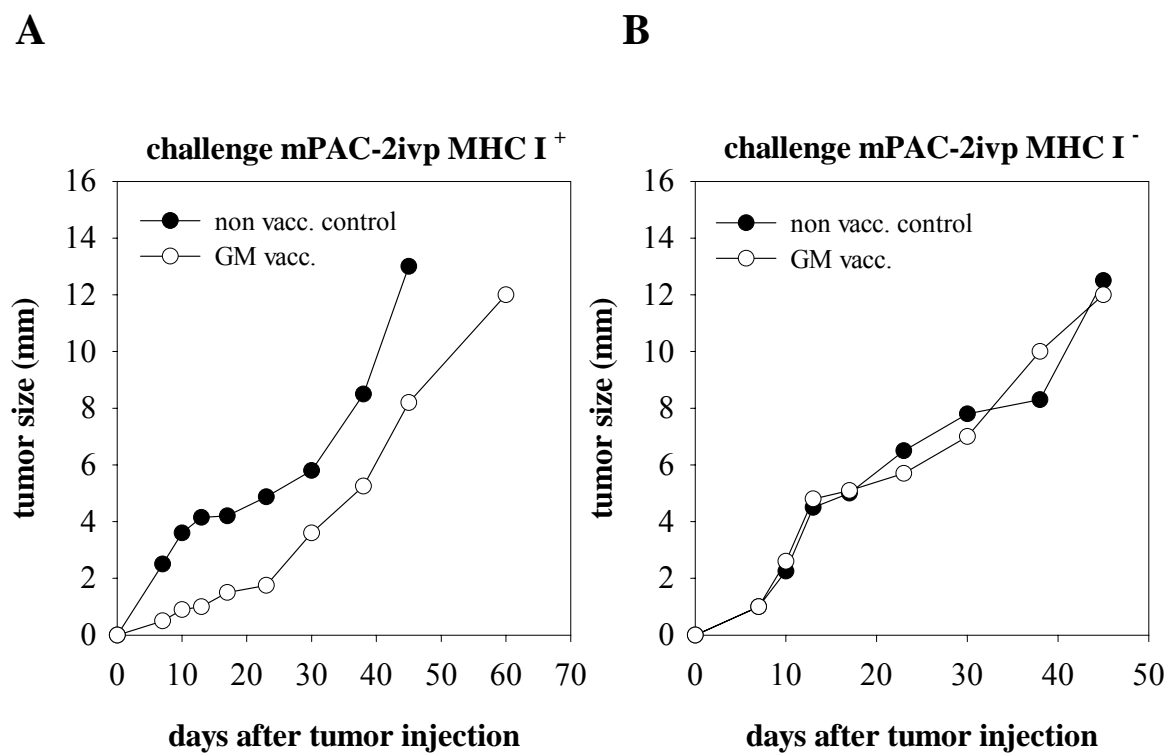 A
challenge mPAC-2ivp MHC I +
16
14
12
10
8
6
4
2
0
tumor size (mm)
non vacc. control
GM vacc.
0 10 20 30 40 50 60 70
days after tumor injection
B
challenge mPAC-2ivp MHC I -
16
14
12
10
8
6
4
2
0
tumor size (mm)
non vacc. control
GM vacc.
0 10 20 30 40 50
days after tumor injection